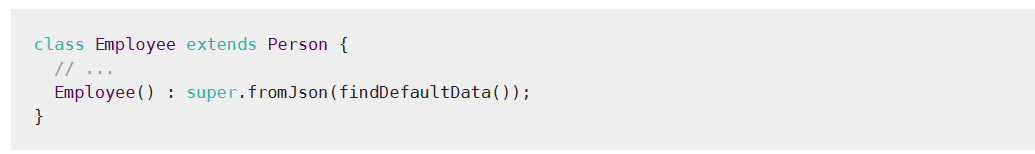 class Employee extends Person {
  // ...
  Employee() : super.fromJson(findDefaultData());
}